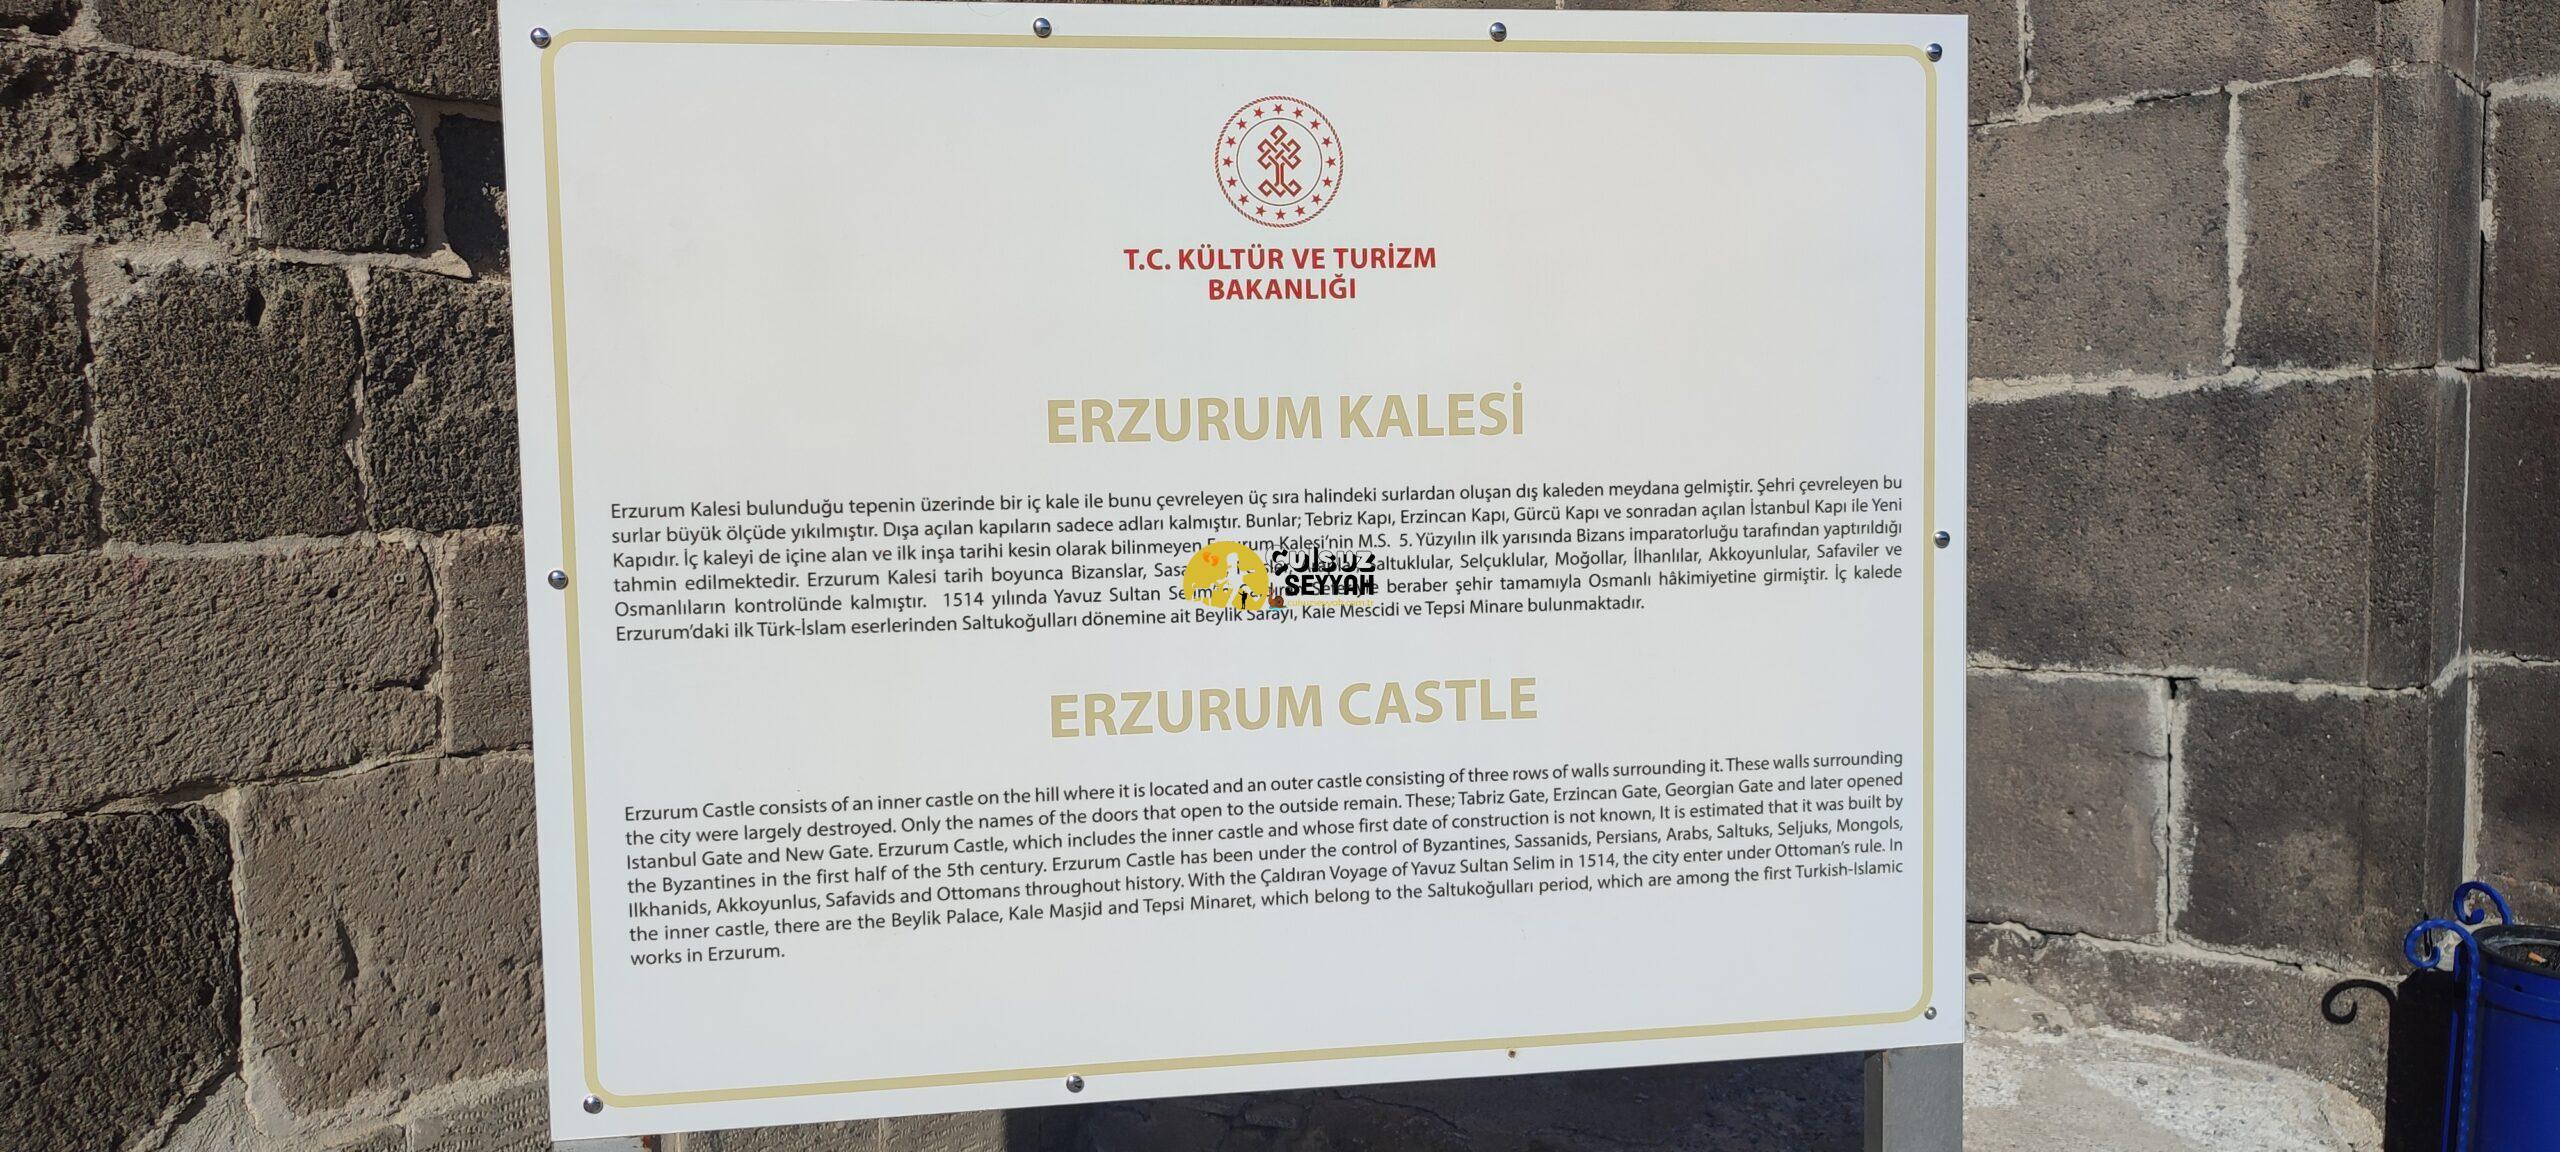 T.C. KÜLTÜR VE TURİZM
BAKANLIĞI
ERZURUM KALESİ
Erzurum Kalesi bulunduğu tepenin üzerinde bir iç kale ile bunu çevreleyen üç sıra halindeki surlardan oluşan dış kaleden meydana gelmiştir. Şehri çevreleyen bu
surlar büyük ölçüde yıkılmıştır. Dışa açılan kapıların sadece adları kalmıştır. Bunlar; Tebriz Kapı, Erzincan Kapı, Gürcü Kapı ve sonradan açılan İstanbul Kapı ile Yeni
Kapıdır. İç kaleyi de içine alan ve ilk inşa tarihi kesin olarak bilinmeyen Erzurum Kalesi'nin M.S. 5. Yüzyılın ilk yarısında Bizans imparatorluğu tarafından yaptırıldığı
tahmin edilmektedir. Erzurum Kalesi tarih boyunca Bizanslar, Saltuklular, Selçuklular, Moğollar, İlhanlılar, Akkoyunlular, Safaviler ve
Osmanlıların kontrolünde kalmıştır. 1514 yılında Yavuz Sultan beraber şehir tamamıyla Osmanlı hâkimiyetine girmiştir. İç kalede
Erzurum'daki ilk Türk-İslam eserlerinden Saltukoğulları dönemine ait Beylik Sarayı, Kale Mescidi ve Tepsi Minare bulunmaktadır.
Culsuz
SEYYAH
ERZURUM CASTLE
Erzurum Castle consists of an inner castle on the hill where it is located and an outer castle consisting of three rows of walls surrounding it. These walls surrounding
the city were largely destroyed. Only the names of the doors that open to the outside remain. These; Tabriz Gate, Erzincan Gate, Georgian Gate and later opened
Istanbul Gate and New Gate. Erzurum Castle, which includes the inner castle and whose first date of construction is not known, It is estimated that it was built by
the Byzantines in the first half of the 5th century. Erzurum Castle has been under the control of Byzantines, Sassanids, Persians, Arabs, Saltuks, Seljuks, Mongols,
Ilkhanids, Akkoyunlus, Safavids and Ottomans throughout history. With the Çaldıran Voyage of Yavuz Sultan Selim in 1514, the city enter under Ottoman's rule. In
the inner castle, there are the Beylik Palace, Kale Masjid and Tepsi Minaret, which belong to the Saltukoğulları period, which are among the first Turkish-Islamic
works in Erzurum.